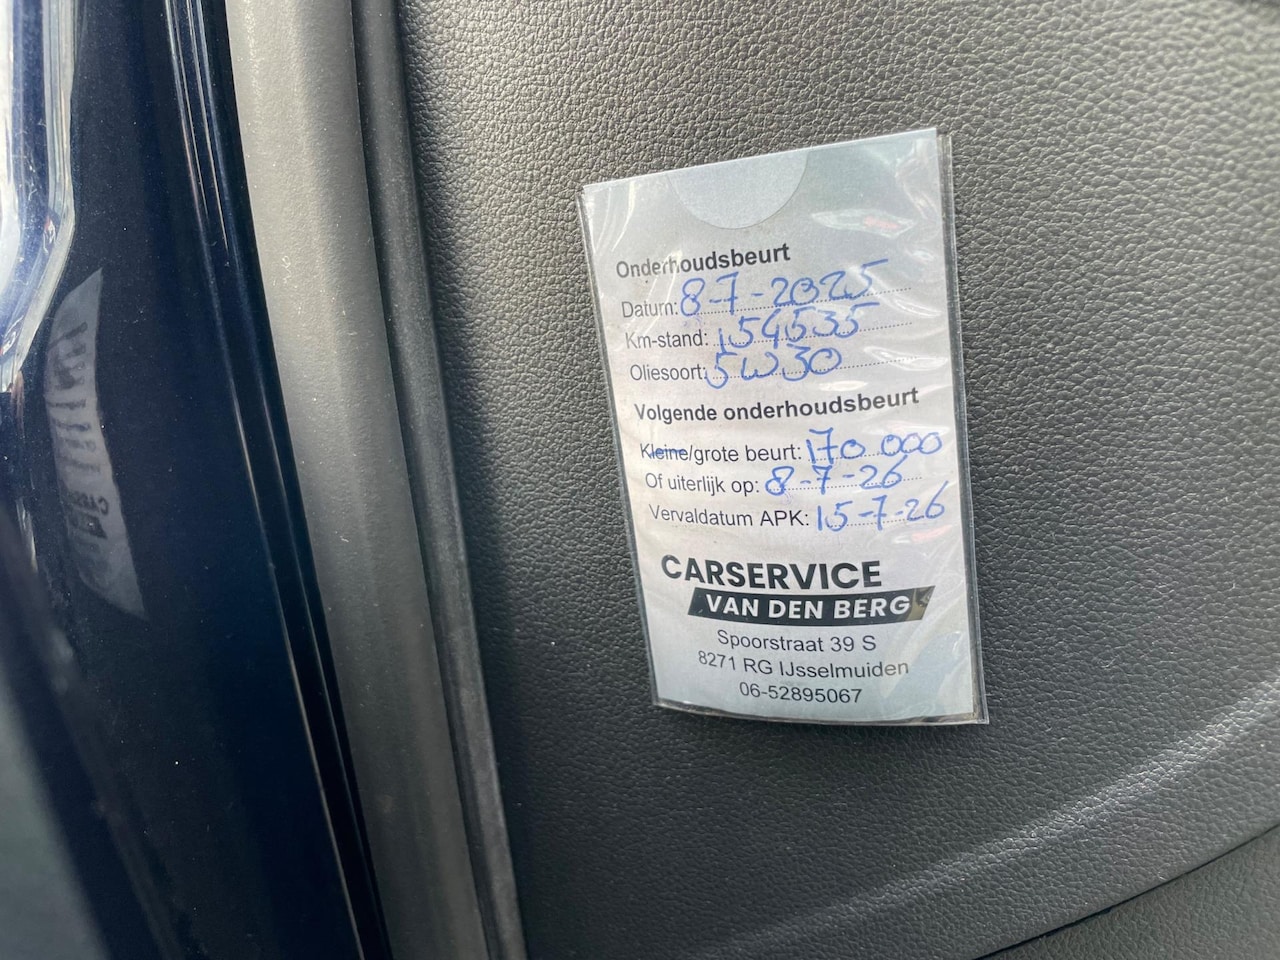 Onderhoudsbeurt
Datum: 8-7-2025
Km-stand: 154535
Oliesoort: 5W30
Volgende onderhoudsbeurt
Kleine/grote beurt: 170.000
Of uiterlijk op: 8-7-26
Vervaldatum APK: 15-7-26
CARSERVICE
VAN DEN BERG
Spoorstraat 39 S
8271 RG IJsselmuiden
06-52895067